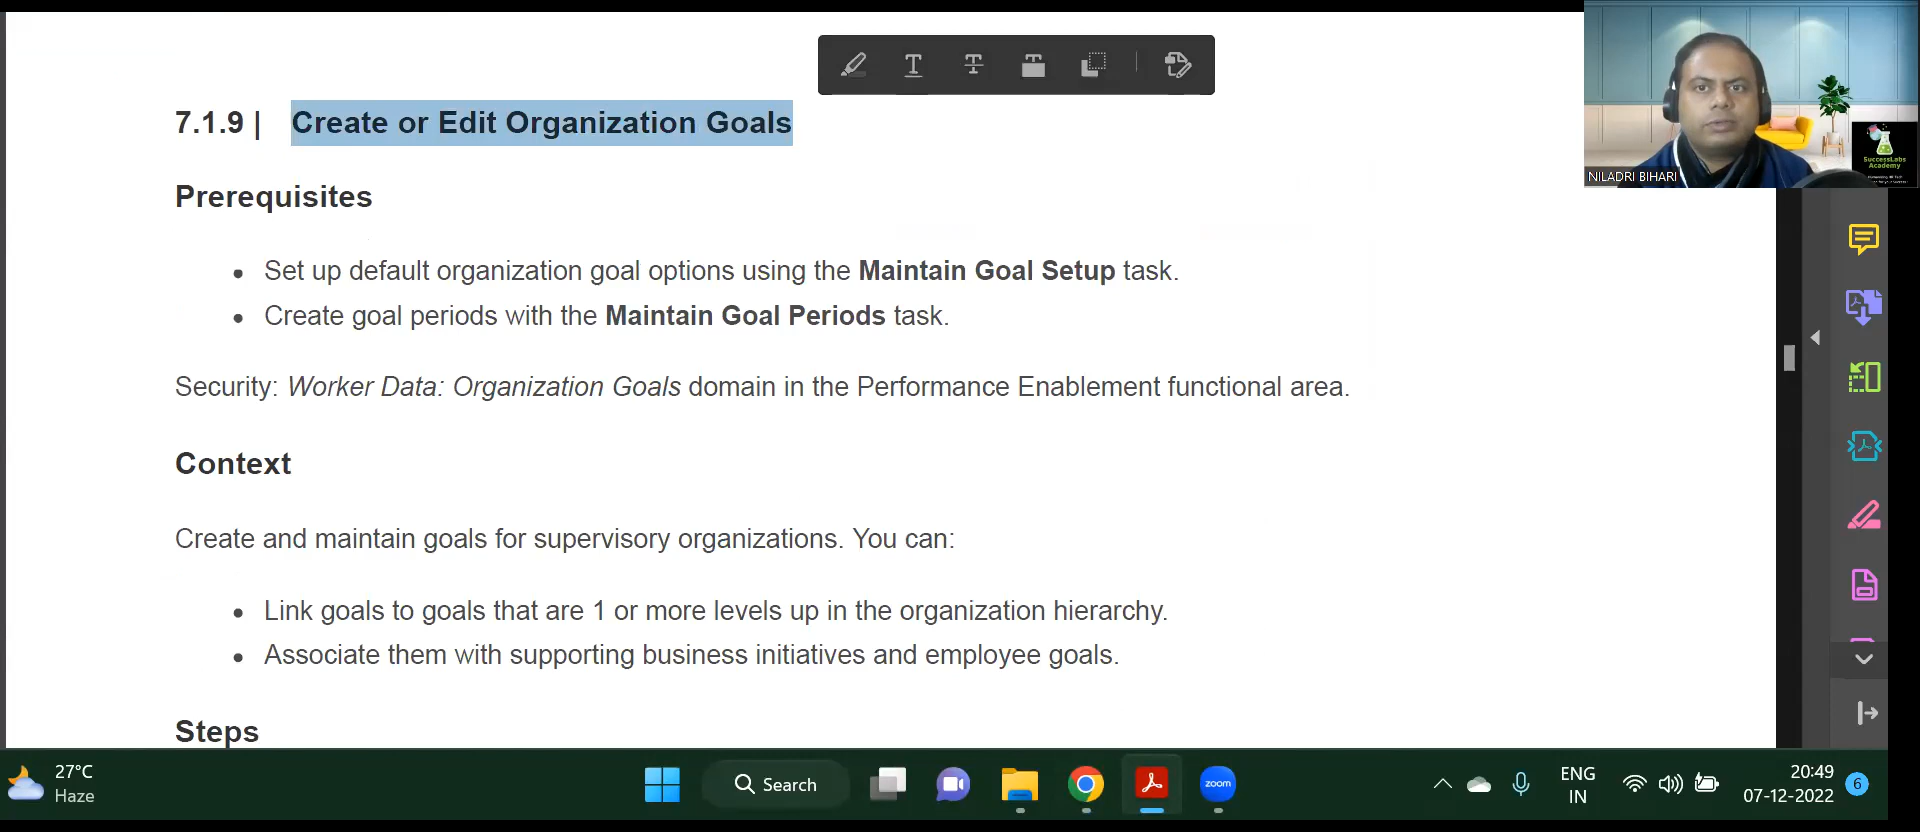 7.1.9 | Create or Edit Organization Goals
Prerequisites
• Set up default organization goal options using the Maintain Goal Setup task.
• Create goal periods with the Maintain Goal Periods task.
Security: Worker Data: Organization Goals domain in the Performance Enablement functional area.
Context
Create and maintain goals for supervisory organizations. You can:
• Link goals to goals that are 1 or more levels up in the organization hierarchy.
• Associate them with supporting business initiatives and employee goals.
Steps
NILADRI BIHARI
SuccessLabs
Academy
27°C
Haze
Search
zoom
ENG
IN
20:49
07-12-2022
6